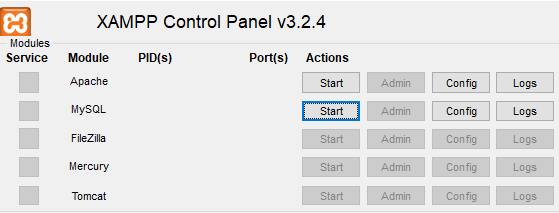 XAMPP Control Panel v3.2.4
Modules
Service Module PID(s) Port(s) Actions
Apache Start Admin Config Logs
MySQL Start Admin Config Logs
FileZilla Start Admin Config Logs
Mercury Start Admin Config Logs
Tomcat Start Admin Config Logs